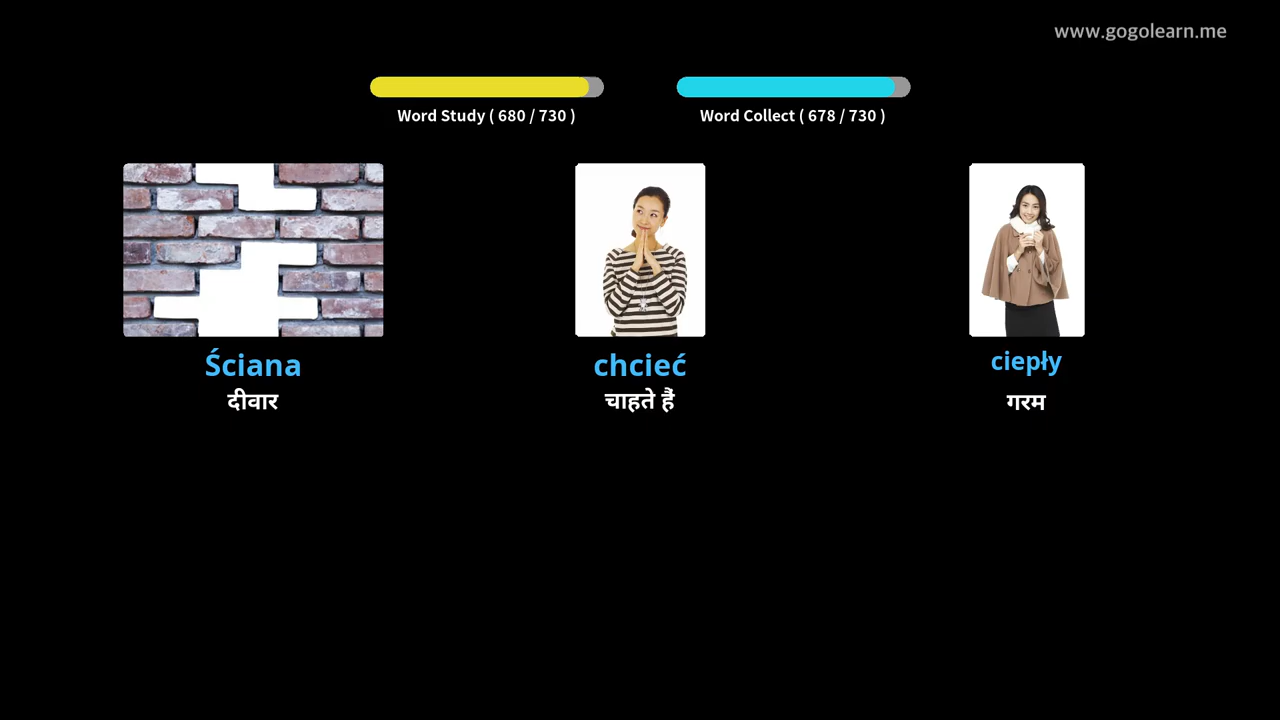 www.gogolearn.me
Word Study ( 680 / 730 )
Word Collect ( 678 / 730 )
Ściana
chcieć
ciepły
दीवार
चाहते हैं
गरम